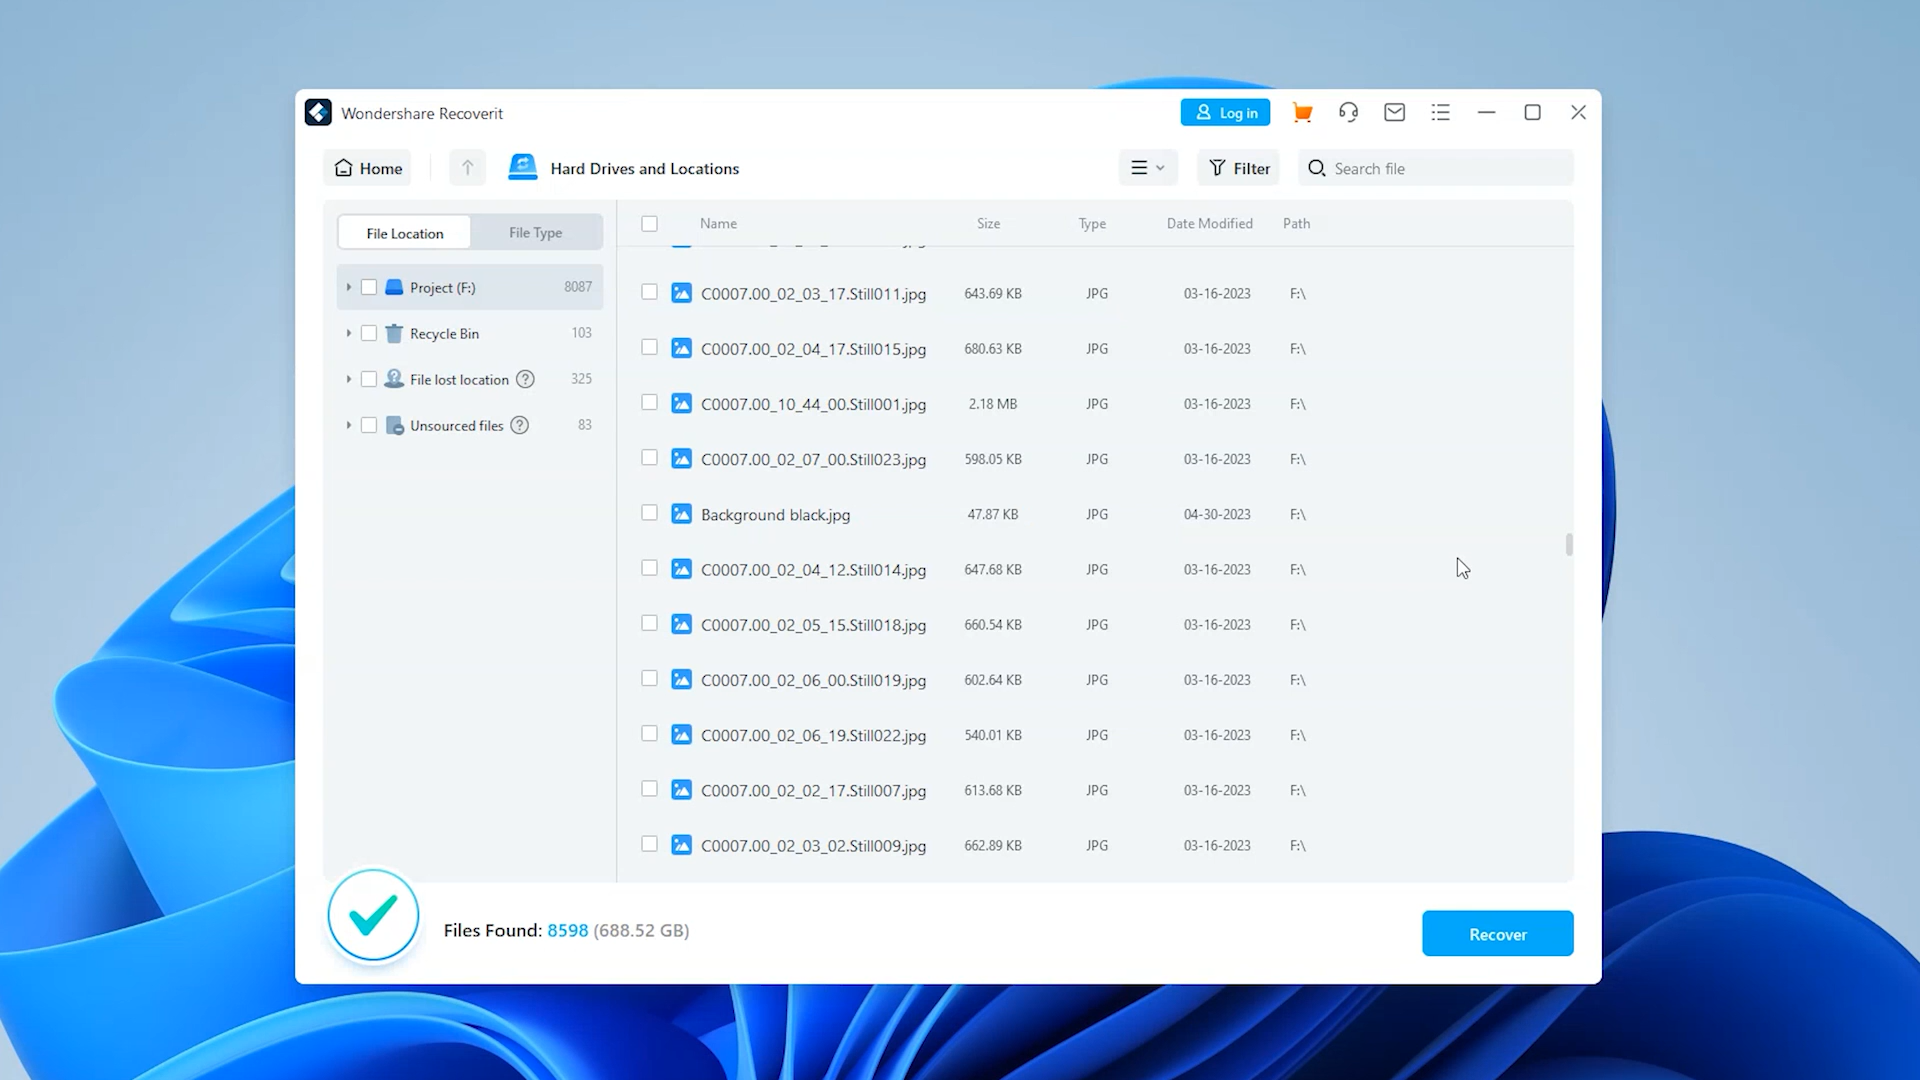 Wondershare Recoverit
Log in
Home
Hard Drives and Locations
Filter
Search file
File Location
File Type
Name Size Type Date Modified Path
Project (F:) 8087
Recycle Bin 103
File lost location ? 325
Unsourced files ? 83
C0007.00_02_03_17.Still011.jpg 643.69 KB JPG 03-16-2023 F:\
C0007.00_02_04_17.Still015.jpg 680.63 KB JPG 03-16-2023 F:\
C0007.00_10_44_00.Still001.jpg 2.18 MB JPG 03-16-2023 F:\
C0007.00_02_07_00.Still023.jpg 598.05 KB JPG 03-16-2023 F:\
Background black.jpg 47.87 KB JPG 04-30-2023 F:\
C0007.00_02_04_12.Still014.jpg 647.68 KB JPG 03-16-2023 F:\
C0007.00_02_05_15.Still018.jpg 660.54 KB JPG 03-16-2023 F:\
C0007.00_02_06_00.Still019.jpg 602.64 KB JPG 03-16-2023 F:\
C0007.00_02_06_19.Still022.jpg 540.01 KB JPG 03-16-2023 F:\
C0007.00_02_02_17.Still007.jpg 613.68 KB JPG 03-16-2023 F:\
C0007.00_02_03_02.Still009.jpg 662.89 KB JPG 03-16-2023 F:\
Files Found: 8598 (688.52 GB)
Recover